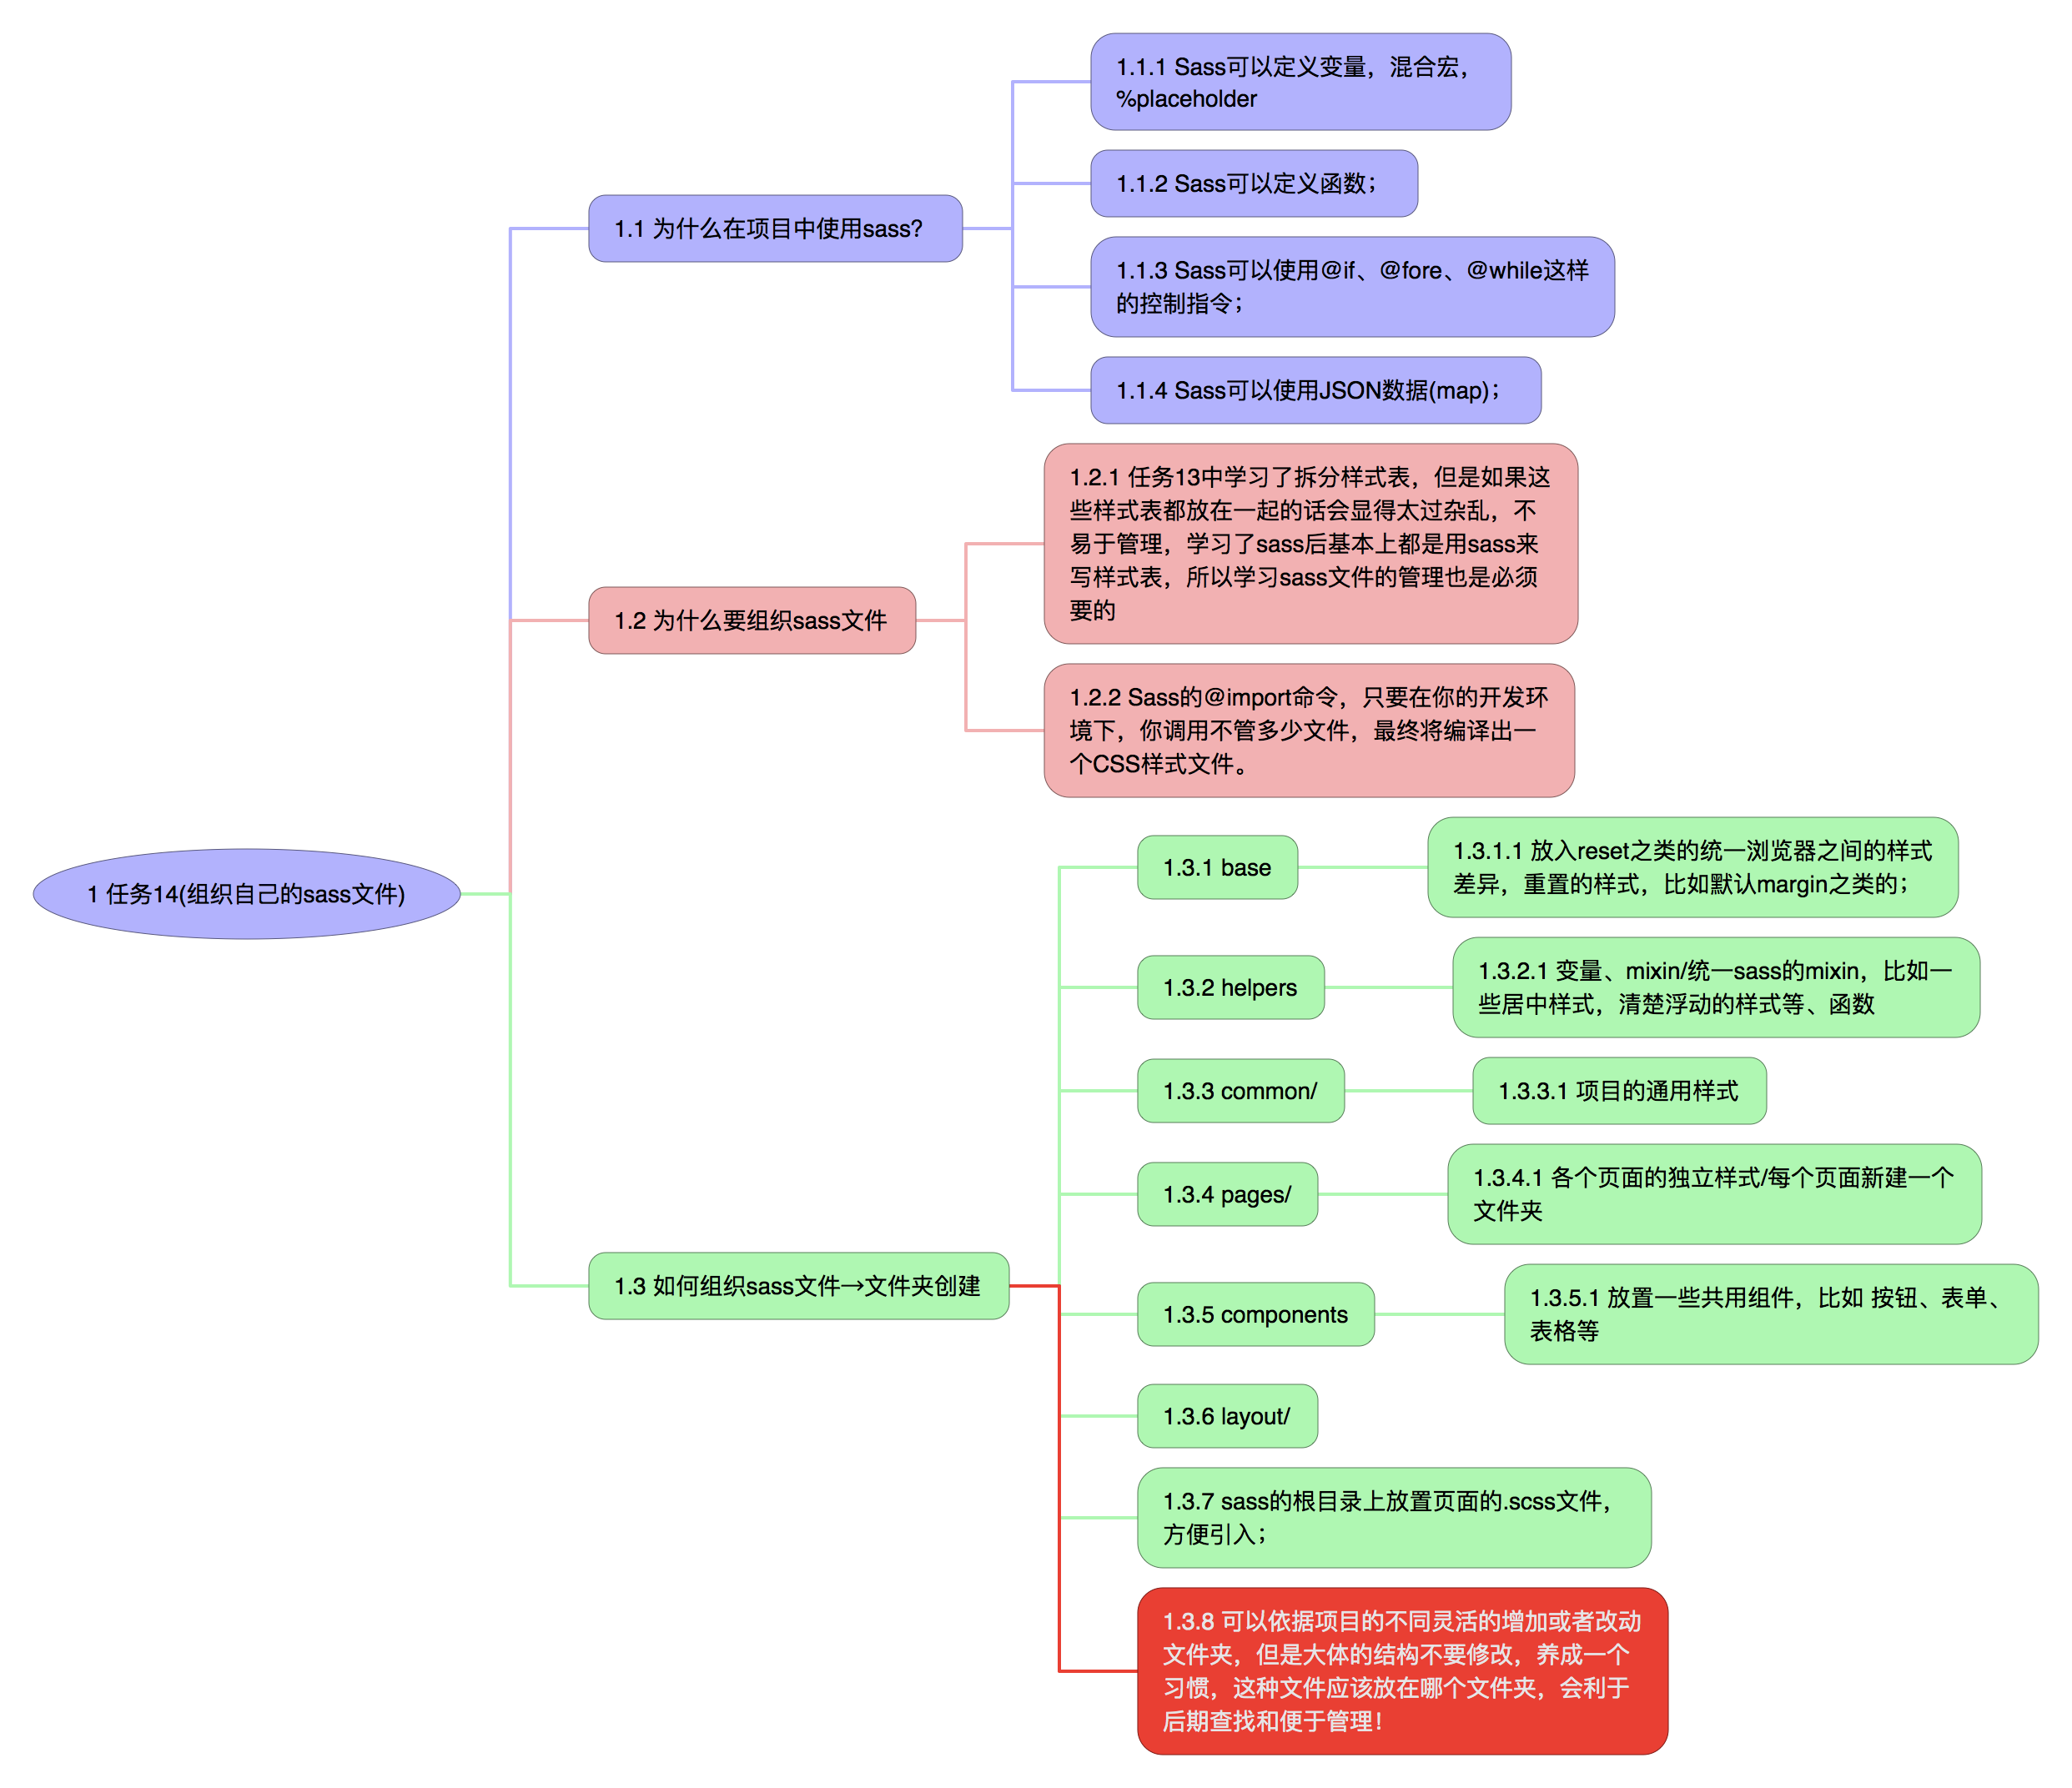 1.1.1 Sass可以定义变量，混合宏，
%placeholder
1.1.2 Sass可以定义函数；
1.1 为什么在项目中使用sass？
1.1.3 Sass可以使用@if、@fore、@while这样
的控制指令；
1.1.4 Sass可以使用JSON数据(map)；
1.2.1 任务13中学习了拆分样式表，但是如果这
些样式表都放在一起的话会显得太过杂乱，不
易于管理，学习了sass后基本上都是用sass来
写样式表，所以学习sass文件的管理也是必须
要的
1.2 为什么要组织sass文件
1.2.2 Sass的@import命令，只要在你的开发环
境下，你调用不管多少文件，最终将编译出一
个CSS样式文件。
1 任务14(组织自己的sass文件)
1.3.1 base
1.3.1.1 放入reset之类的统一浏览器之间的样式
差异，重置的样式，比如默认margin之类的；
1.3.2 helpers
1.3.2.1 变量、mixin/统一sass的mixin，比如一
些居中样式，清楚浮动的样式等、函数
1.3.3 common/
1.3.3.1 项目的通用样式
1.3.4 pages/
1.3.4.1 各个页面的独立样式/每个页面新建一个
文件夹
1.3 如何组织sass文件→文件夹创建
1.3.5 components
1.3.5.1 放置一些共用组件，比如 按钮、表单、
表格等
1.3.6 layout/
1.3.7 sass的根目录上放置页面的.scss文件，
方便引入；
1.3.8 可以依据项目的不同灵活的增加或者改动
文件夹，但是大体的结构不要修改，养成一个
习惯，这种文件应该放在哪个文件夹，会利于
后期查找和便于管理！